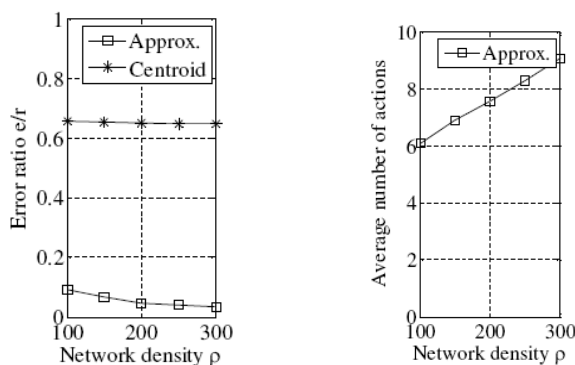 1
0.8
0.6
0.4
0.2
0
Error ratio e/r
Approx.
Centroid
100 200 300
Network density ρ
10
8
6
4
2
0
Average number of actions
Approx.
100 200 300
Network density ρ